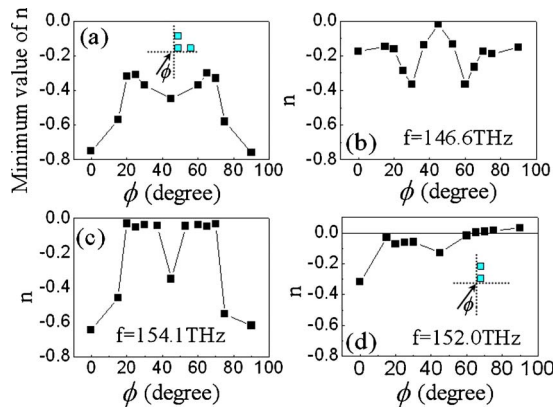 (a)
Minimum value of n
0.0
-0.2
-0.4
-0.6
-0.8
ϕ
0 20 40 60 80 100
ϕ (degree)
(b)
n
0.0
-0.2
-0.4
-0.6
-0.8
f=146.6THz
0 20 40 60 80 100
ϕ (degree)
(c)
n
0.0
-0.2
-0.4
-0.6
-0.8
f=154.1THz
0 20 40 60 80 100
ϕ (degree)
(d)
n
0.0
-0.2
-0.4
-0.6
-0.8
ϕ
f=152.0THz
0 20 40 60 80 100
ϕ (degree)